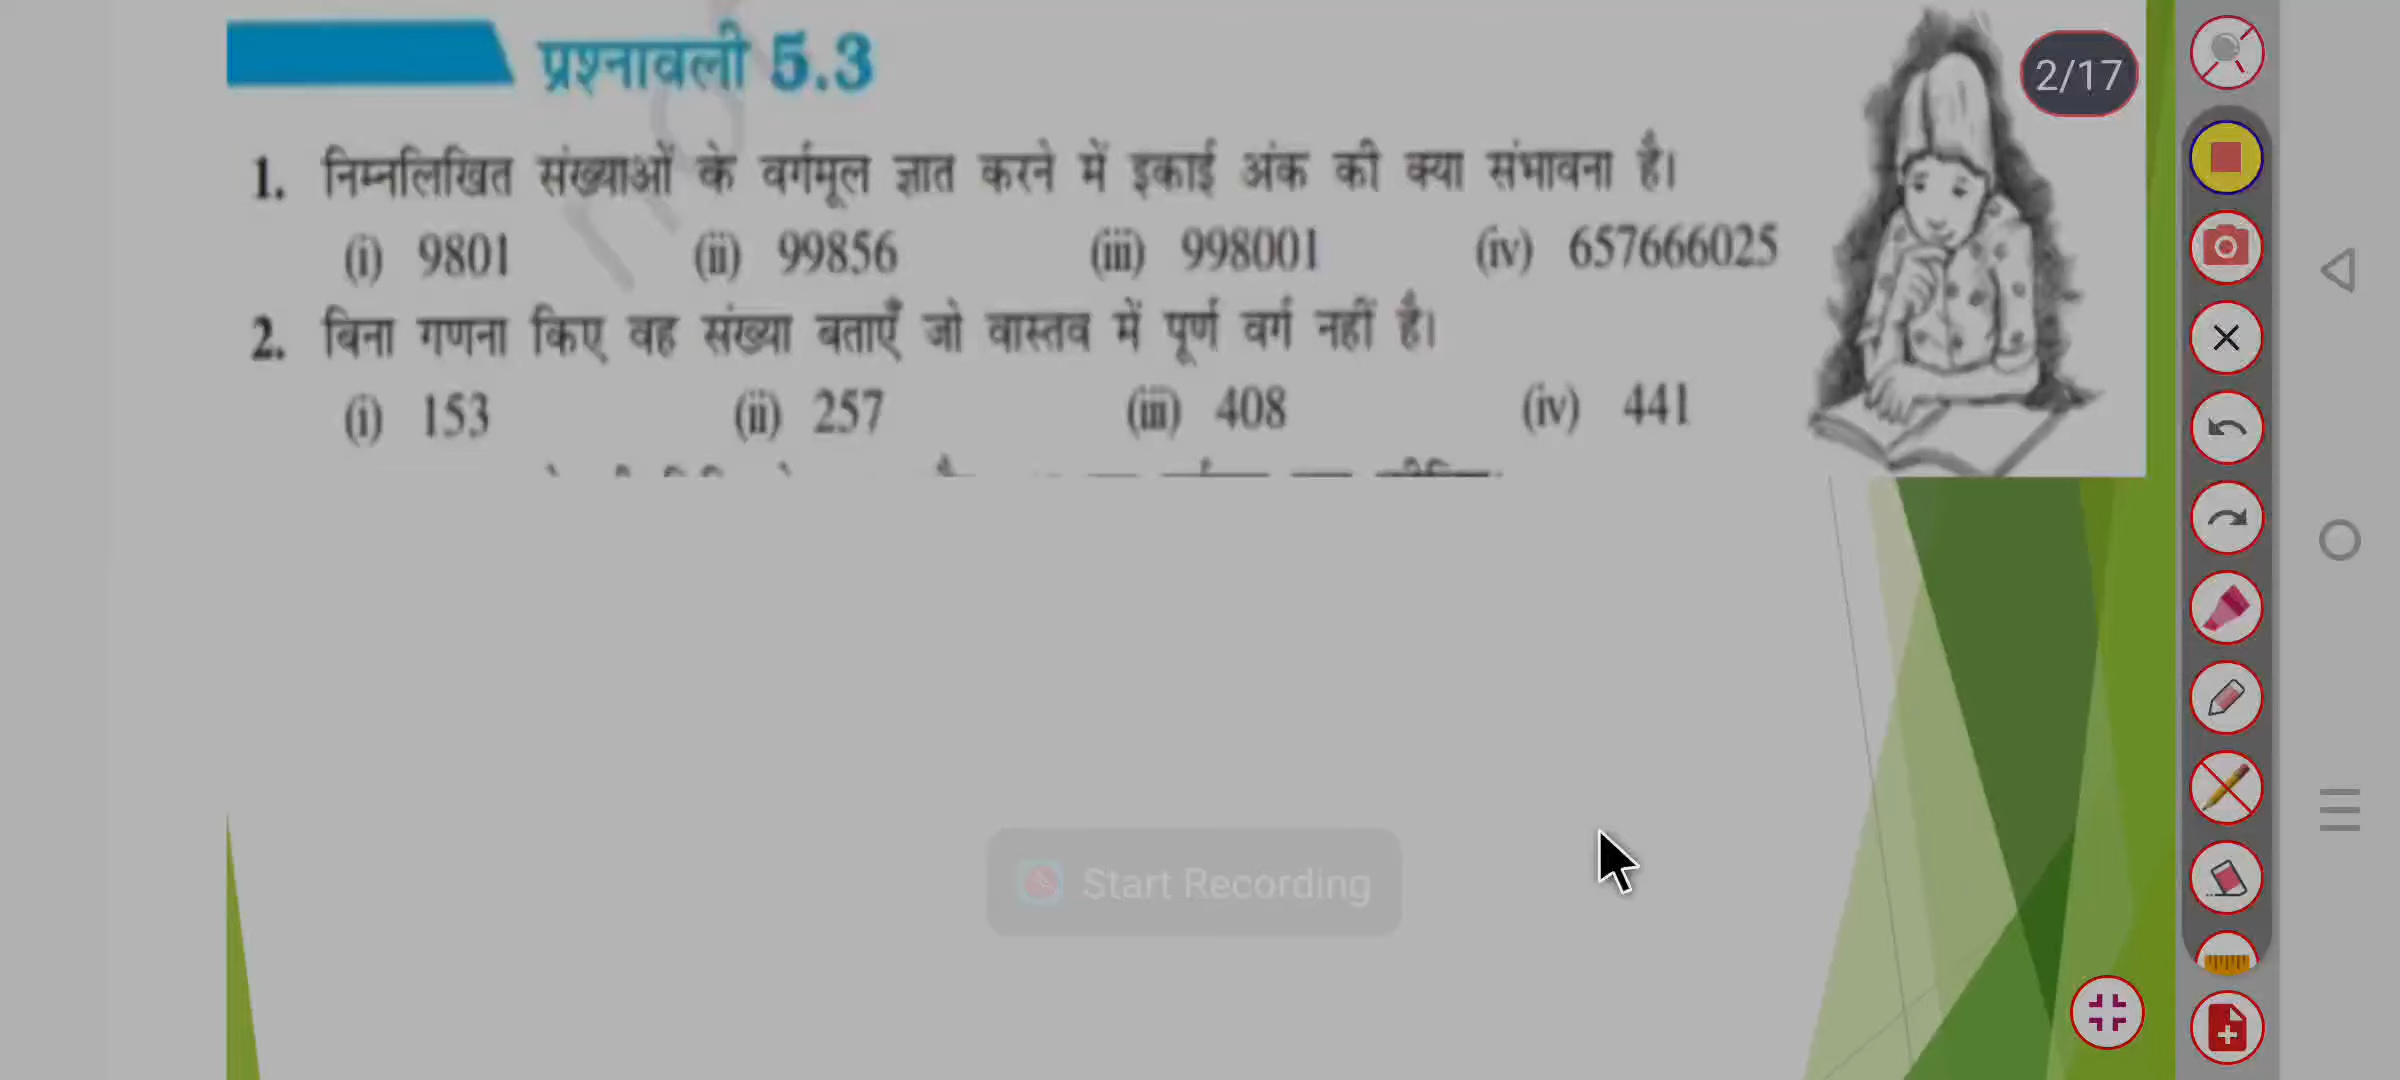 प्रश्नावली 5.3
2/17
1. निम्नलिखित संख्याओं के वर्गमूल ज्ञात करने में इकाई अंक की क्या संभावना है।
(i) 9801 (ii) 99856 (iii) 998001 (iv) 657666025
2. बिना गणना किए वह संख्या बताएँ जो वास्तव में पूर्ण वर्ग नहीं है।
(i) 153 (ii) 257 (iii) 408 (iv) 441
Start Recording